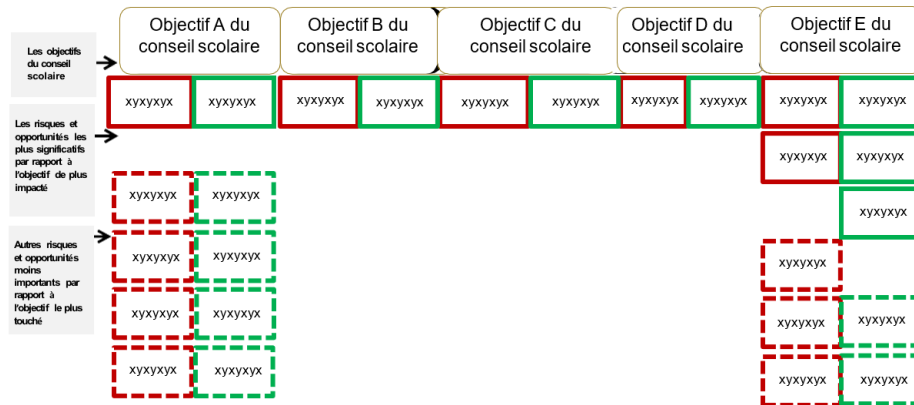 Objectif A du
conseil scolaire
Objectif B du
conseil scolaire
Objectif C du
conseil scolaire
Objectif D du
conseil scolaire
Objectif E du
conseil scolaire
Les objectifs
du conseil
scolaire
xyxyxyx xyxyxyx xyxyxyx xyxyxyx xyxyxyx xyxyxyx xyxyxyx xyxyxyx xyxyxyx xyxyxyx
Les risques et
opportunités les
plus significatifs
par rapport à
l'objectif de plus
impacté
xyxyxyx xyxyxyx
xyxyxyx xyxyxyx xyxyxyx
Autres risques
et opportunités
moins
importants par
rapport à
l'objectif le plus
touché
xyxyxyx xyxyxyx xyxyxyx
xyxyxyx xyxyxyx xyxyxyx xyxyxyx
xyxyxyx xyxyxyx xyxyxyx xyxyxyx